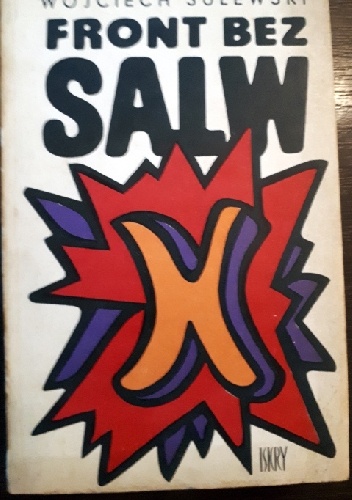 WOJCIECH SULEWSKI
FRONT BEZ
SALW
ISKRY